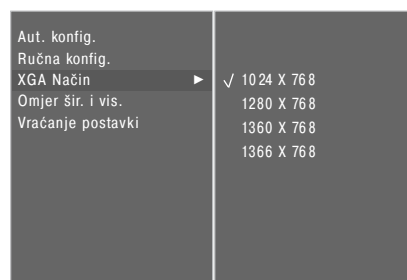 Aut. konfig.
Ručna konfig.
XGA Način ►
Omjer šir. i vis.
Vraćanje postavki
√ 1024 X 768
1280 X 768
1360 X 768
1366 X 768